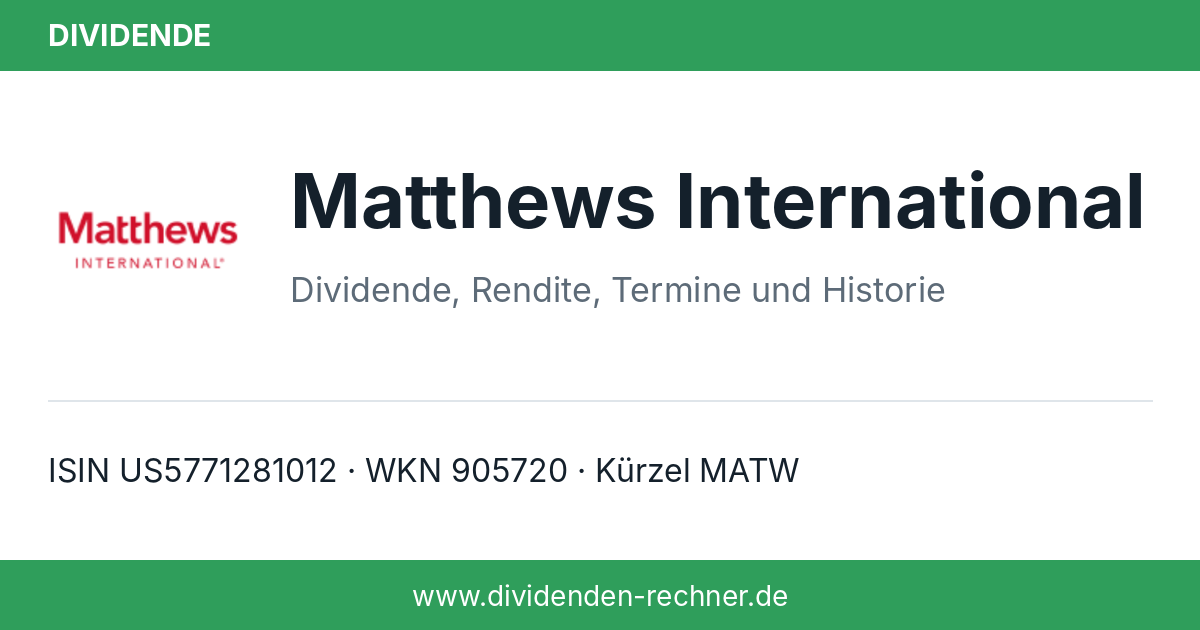 DIVIDENDE
Matthews
INTERNATIONAL®
Matthews International
Dividende, Rendite, Termine und Historie
ISIN US5771281012 · WKN 905720 · Kürzel MATW
www.dividenden-rechner.de